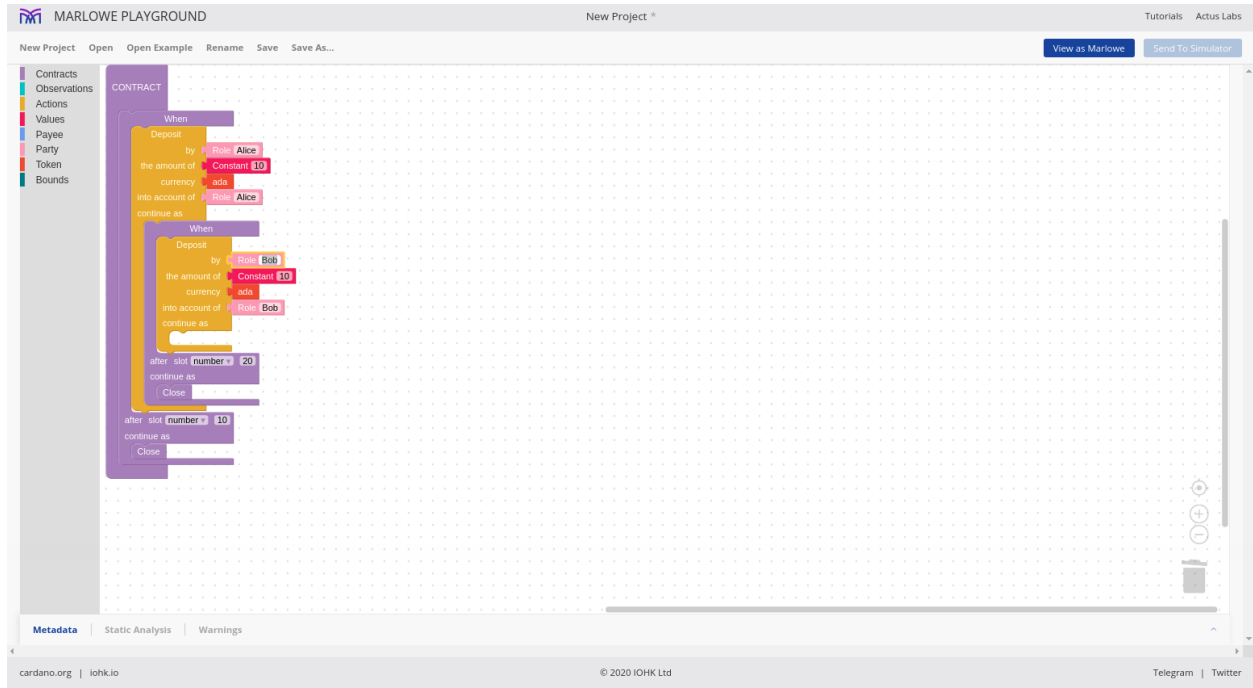 MARLOWE PLAYGROUND
New Project *
Tutorials Actus Labs
New Project Open Open Example Rename Save Save As...
View as Marlowe Send To Simulator
Contracts
Observations
Actions
Values
Payee
Party
Token
Bounds
CONTRACT
When
Deposit
by Role Alice
the amount of Constant 10
currency ada
into account of Role Alice
continue as
When
Deposit
by Role Bob
the amount of Constant 10
currency ada
into account of Role Bob
continue as
after slot number 20
continue as
Close
after slot number 10
continue as
Close
Metadata Static Analysis Warnings
cardano.org | iohk.io
© 2020 IOHK Ltd
Telegram | Twitter